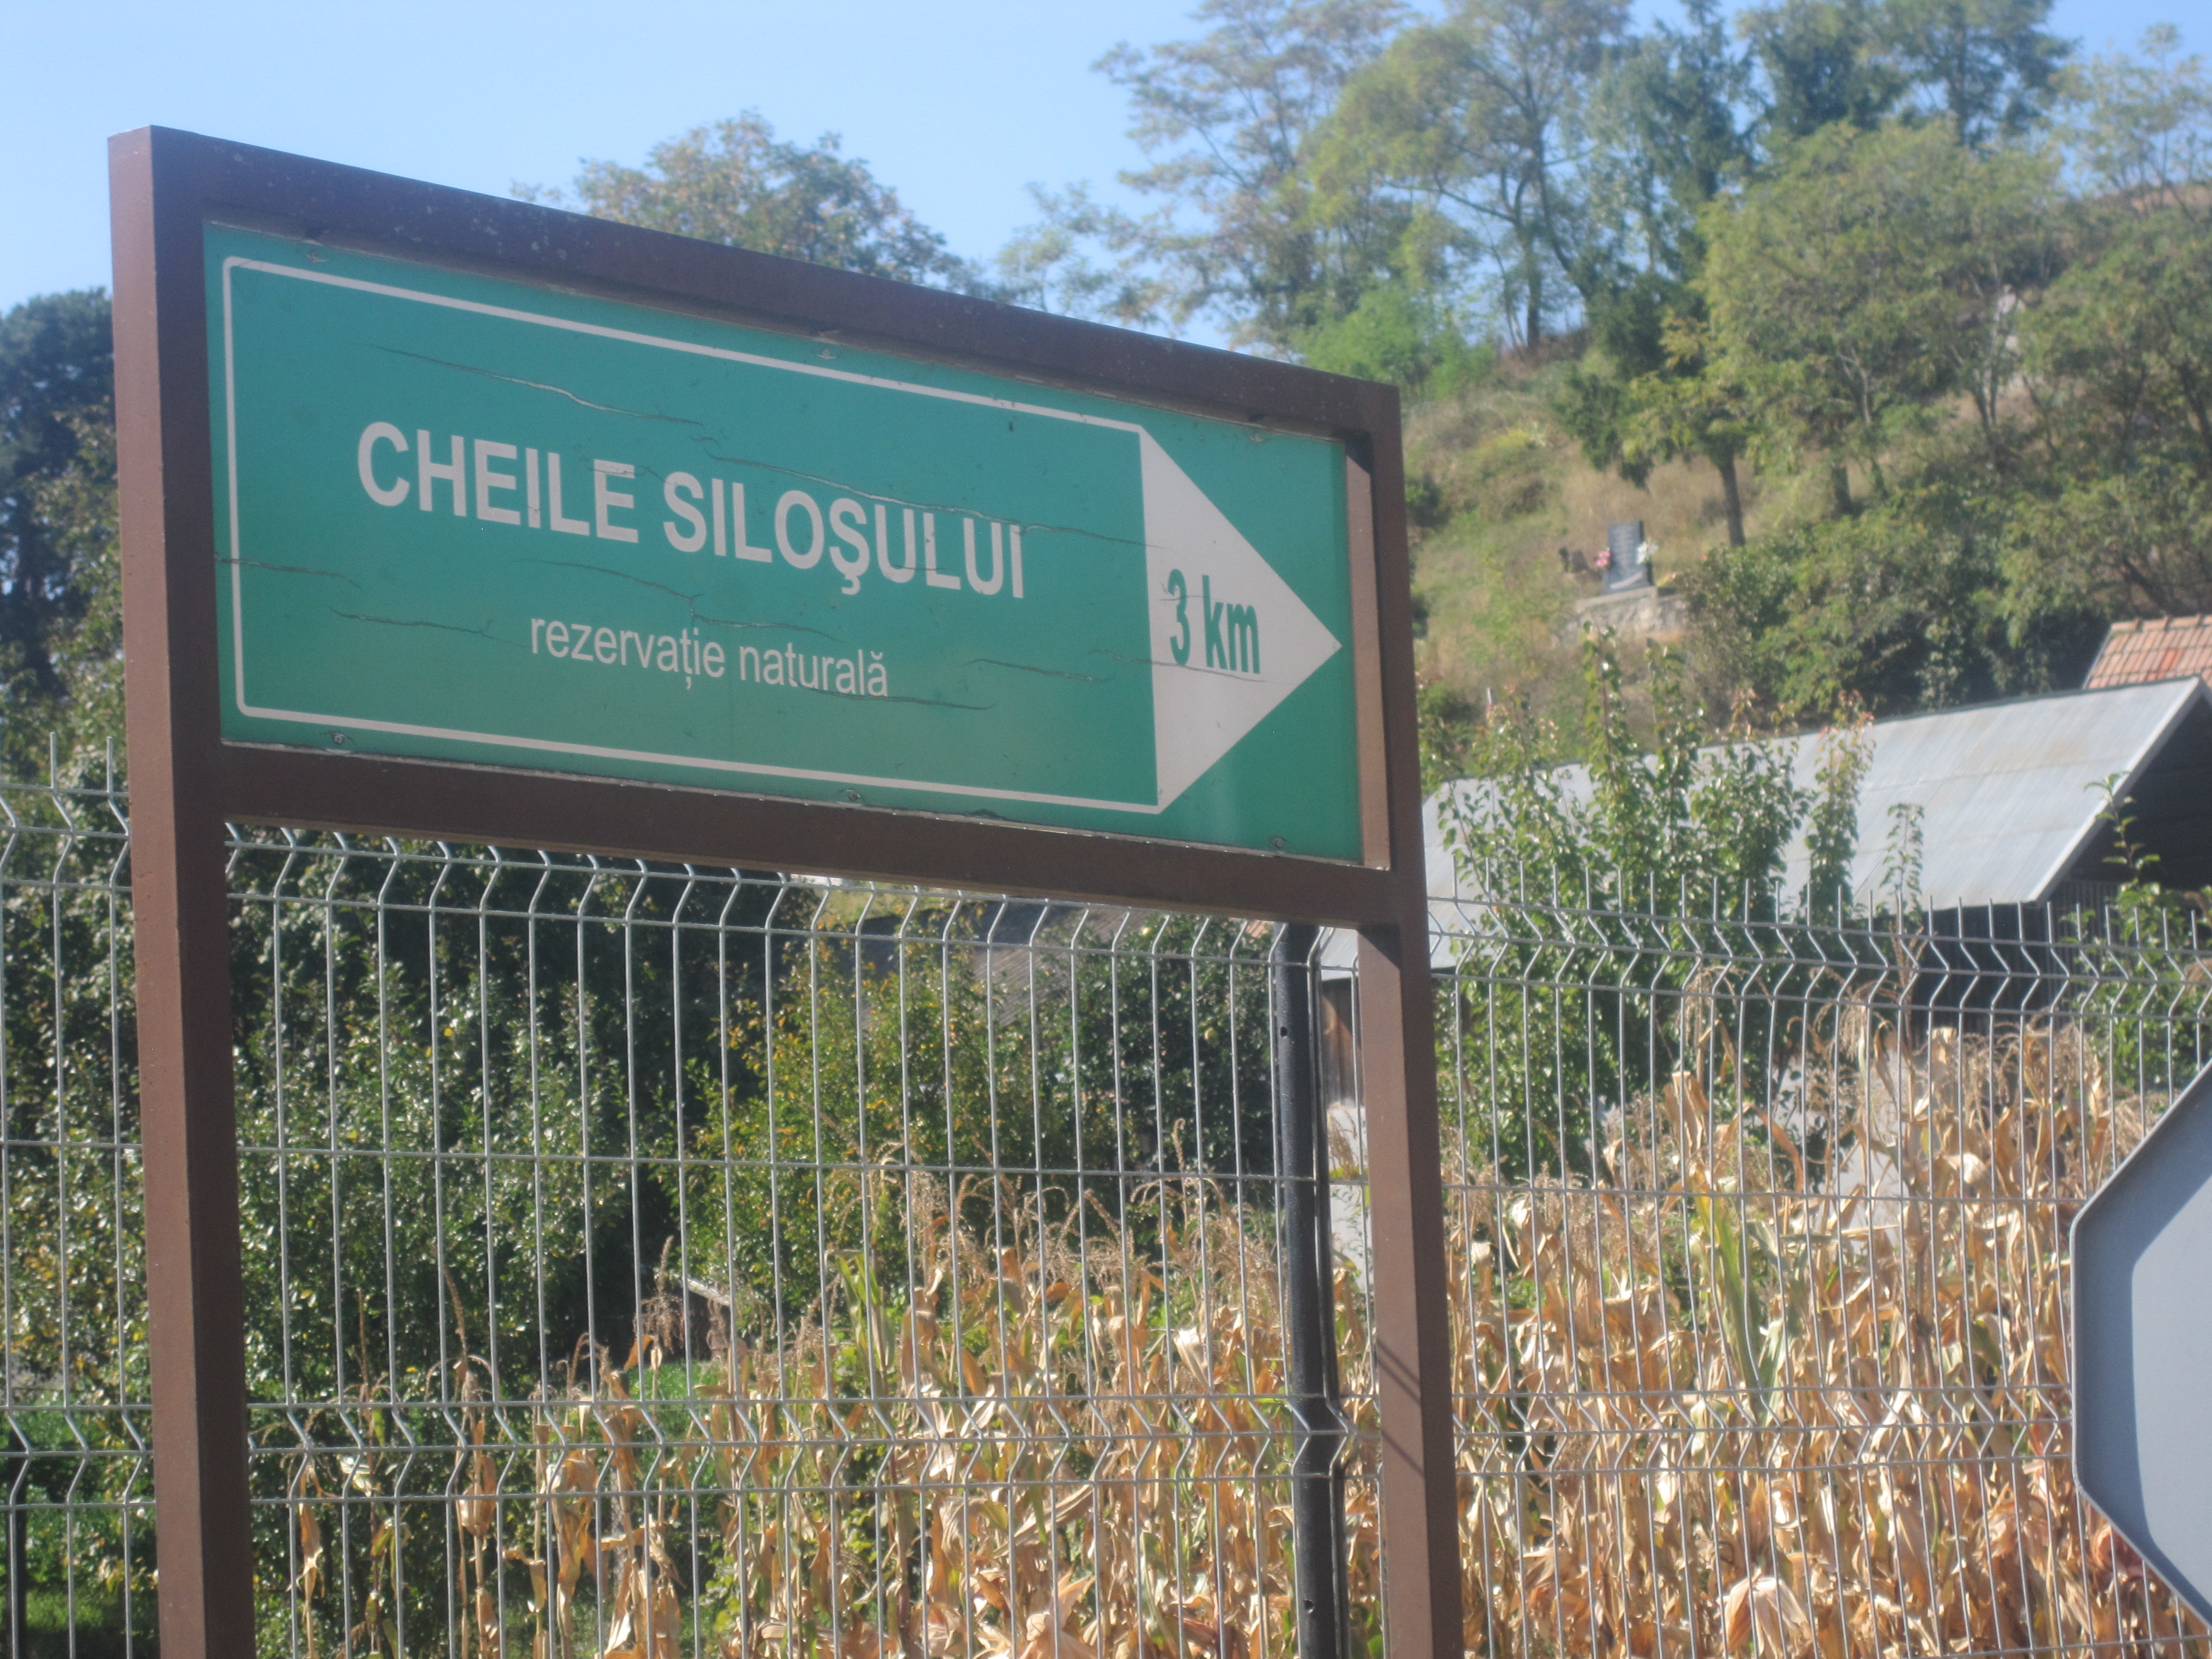 CHEILE SILOŞULUI
rezervație naturală
3 km